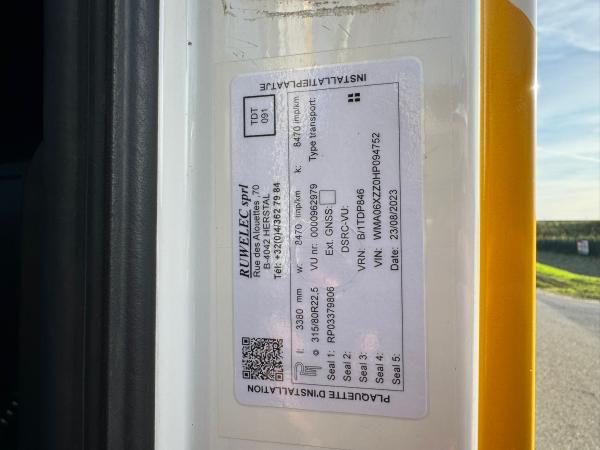 INSTALLATIEPLAATJE
TDT
091
RUWELEC sprl
Rue des Alouettes ,70
B-4042 HERSTAL
Tél: +32(0)4/362 79 84
l: 3380 mm w: 8470 imp/km k: 8470 imp/km
315/80R22.5 VU nr: 0000962979 Type transport:
Seal 1: RP03379806 Ext. GNSS:
Seal 2: DSRC-VU:
Seal 3: VRN: B/1TDP846
Seal 4: VIN: WMA06XZZ0HP094752
Seal 5: Date: 23/08/2023
PLAQUETTE D'INSTALLATION